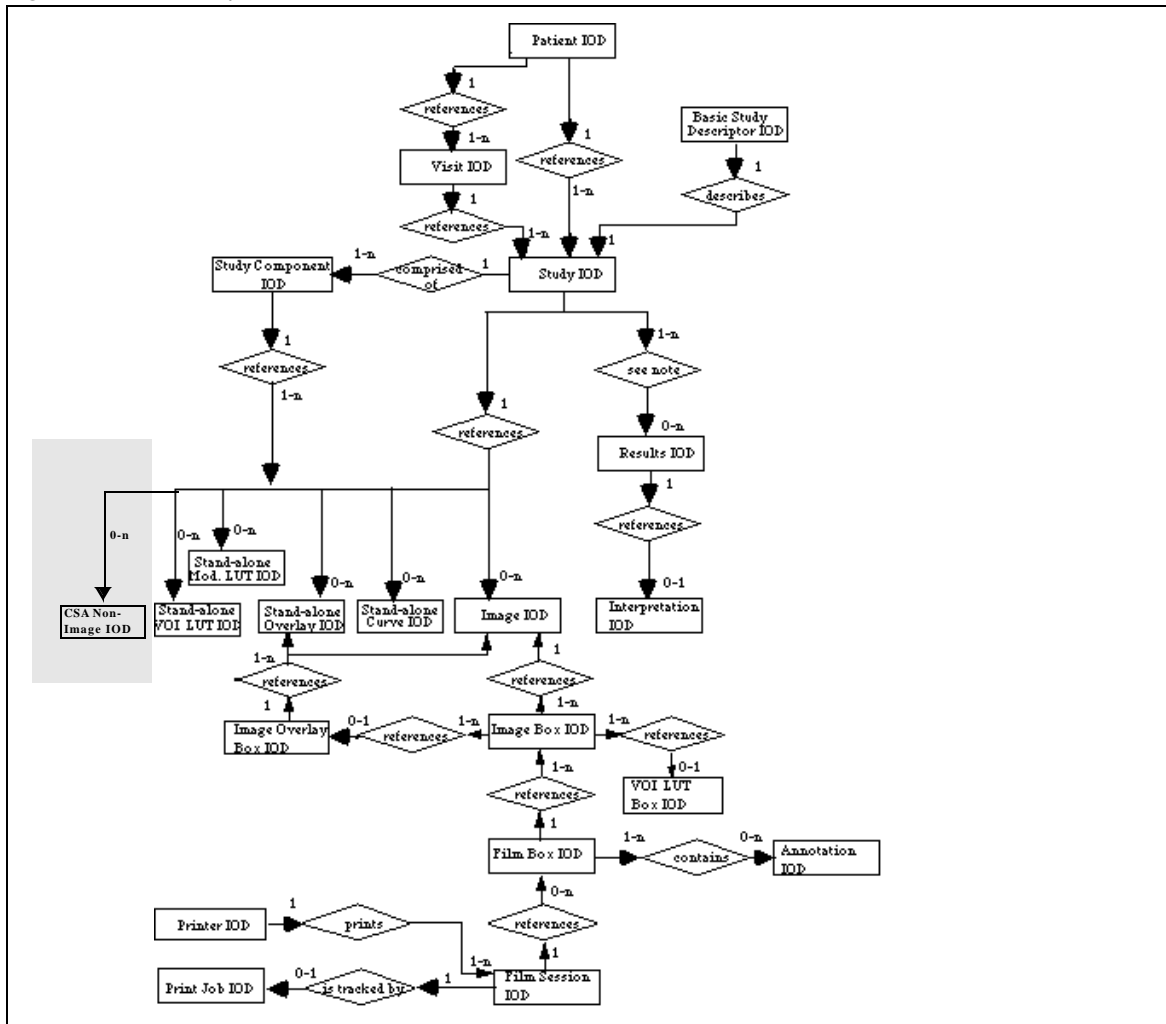 Patient IOD
1
references
1-n
Visit IOD
1
references
1-n
1
references
1-n
Basic Study
Descriptor IOD
1
describes
1
Study IOD
1
comprised
of
1-n
Study Component
IOD
1
references
1-n
1
references
1-n
see note
0-n
Results IOD
1
references
0-1
Interpretation
IOD
0-n
CSA Non-
Image IOD
0-n
Stand-alone
VOI LUT IOD
0-n
Stand-alone
Mod. LUT IOD
0-n
Stand-alone
Overlay IOD
0-n
Stand-alone
Curve IOD
0-n
Image IOD
1-n
references
1
Image Overlay
Box IOD
0-1
references
1-n
1
references
1-n
Image Box IOD
1-n
references
0-1
VOI LUT
Box IOD
1-n
references
1
Film Box IOD
1-n
contains
0-n
Annotation
IOD
0-n
references
1
Printer IOD
1
prints
1-n
Film Session
IOD
1
is tracked by
0-1
Print Job IOD